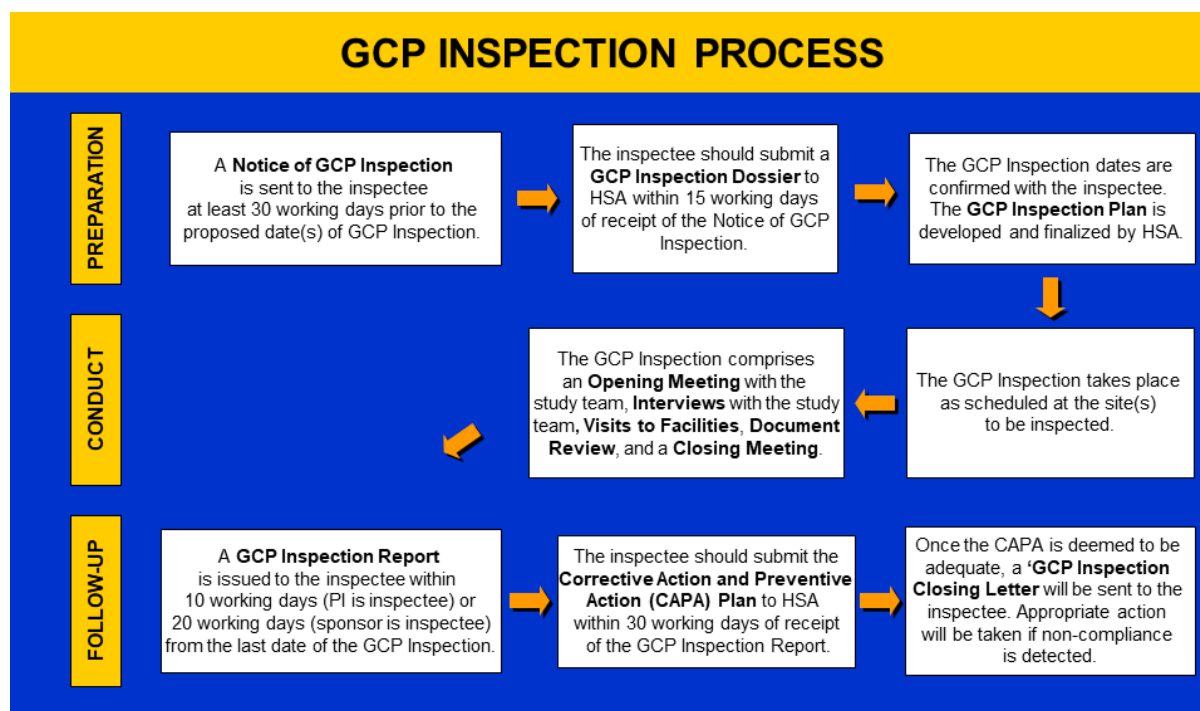 GCP INSPECTION PROCESS
PREPARATION
A Notice of GCP Inspection
is sent to the inspectee
at least 30 working days prior to the
proposed date(s) of GCP Inspection.
The inspectee should submit a
GCP Inspection Dossier to
HSA within 15 working days
of receipt of the Notice of GCP
Inspection.
The GCP Inspection dates are
confirmed with the inspectee.
The GCP Inspection Plan is
developed and finalized by HSA.
CONDUCT
The GCP Inspection takes place
as scheduled at the site(s)
to be inspected.
The GCP Inspection comprises
an Opening Meeting with the
study team, Interviews with the study
team, Visits to Facilities, Document
Review, and a Closing Meeting.
FOLLOW-UP
A GCP Inspection Report
is issued to the inspectee within
10 working days (PI is inspectee) or
20 working days (sponsor is inspectee)
from the last date of the GCP Inspection.
The inspectee should submit the
Corrective Action and Preventive
Action (CAPA) Plan to HSA
within 30 working days of receipt
of the GCP Inspection Report.
Once the CAPA is deemed to be
adequate, a ‘GCP Inspection
Closing Letter will be sent to the
inspectee. Appropriate action
will be taken if non-compliance
is detected.